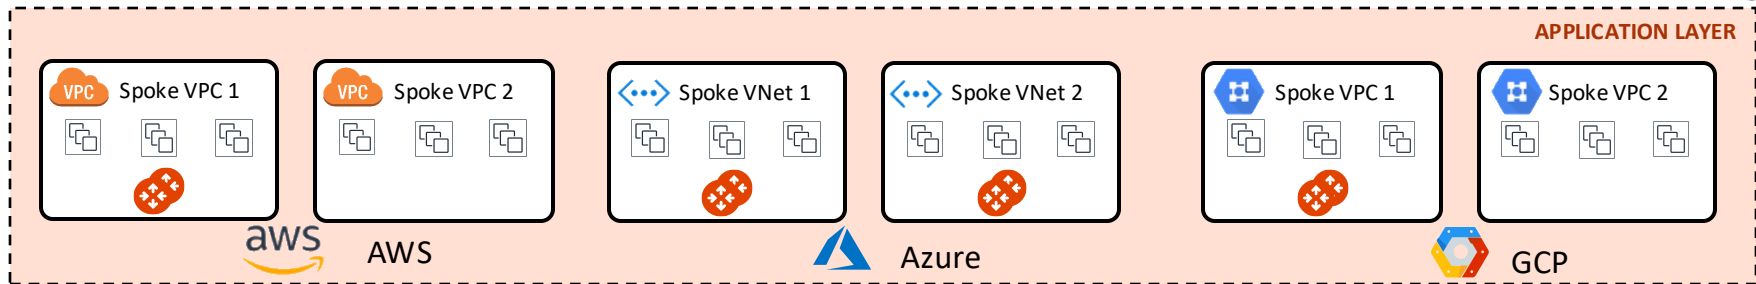 APPLICATION LAYER
VPC Spoke VPC 1
VPC Spoke VPC 2
Spoke VNet 1
Spoke VNet 2
Spoke VPC 1
Spoke VPC 2
aws AWS
Azure
GCP